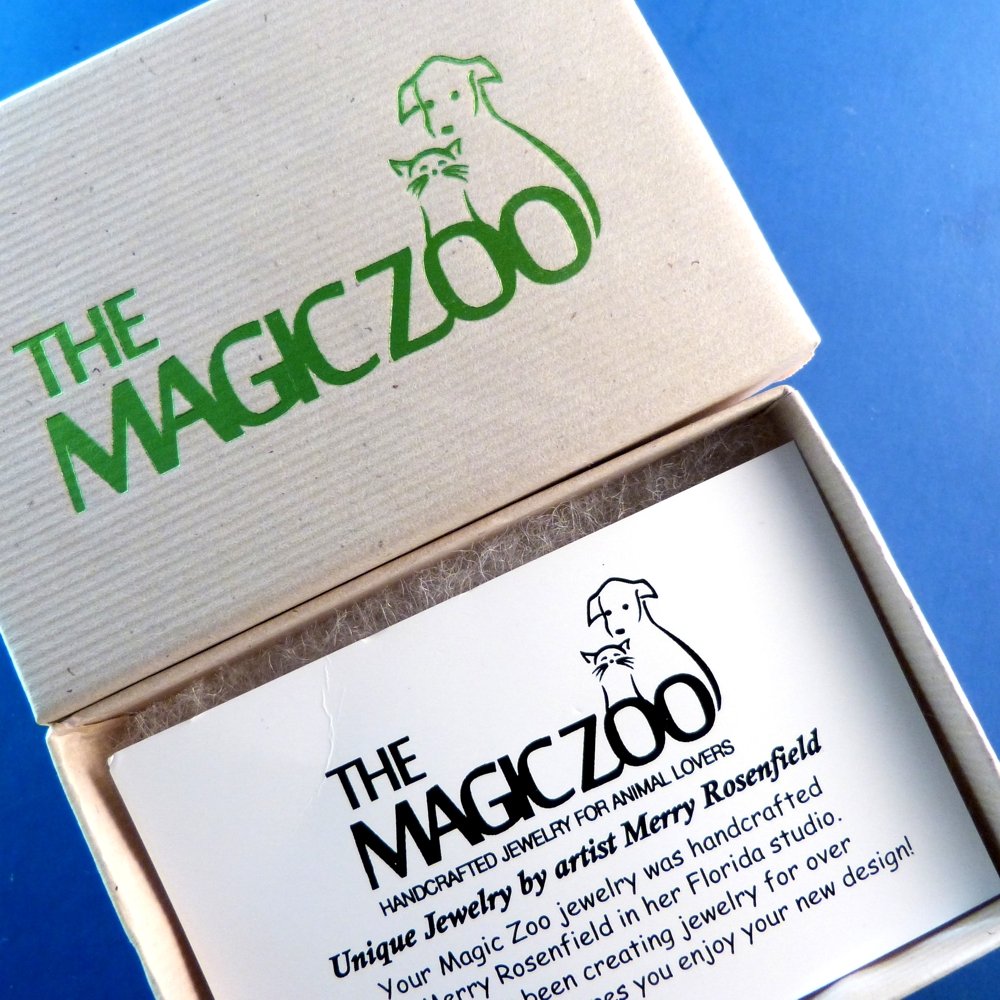 THE
MAGIC ZOO
THE
MAGIC ZOO
HANDCRAFTED JEWELRY FOR ANIMAL LOVERS
Unique Jewelry by artist Merry Rosenfield
Your Magic Zoo jewelry was handcrafted
Merry Rosenfield in her Florida studio.
been creating jewelry for over
you enjoy your new design!